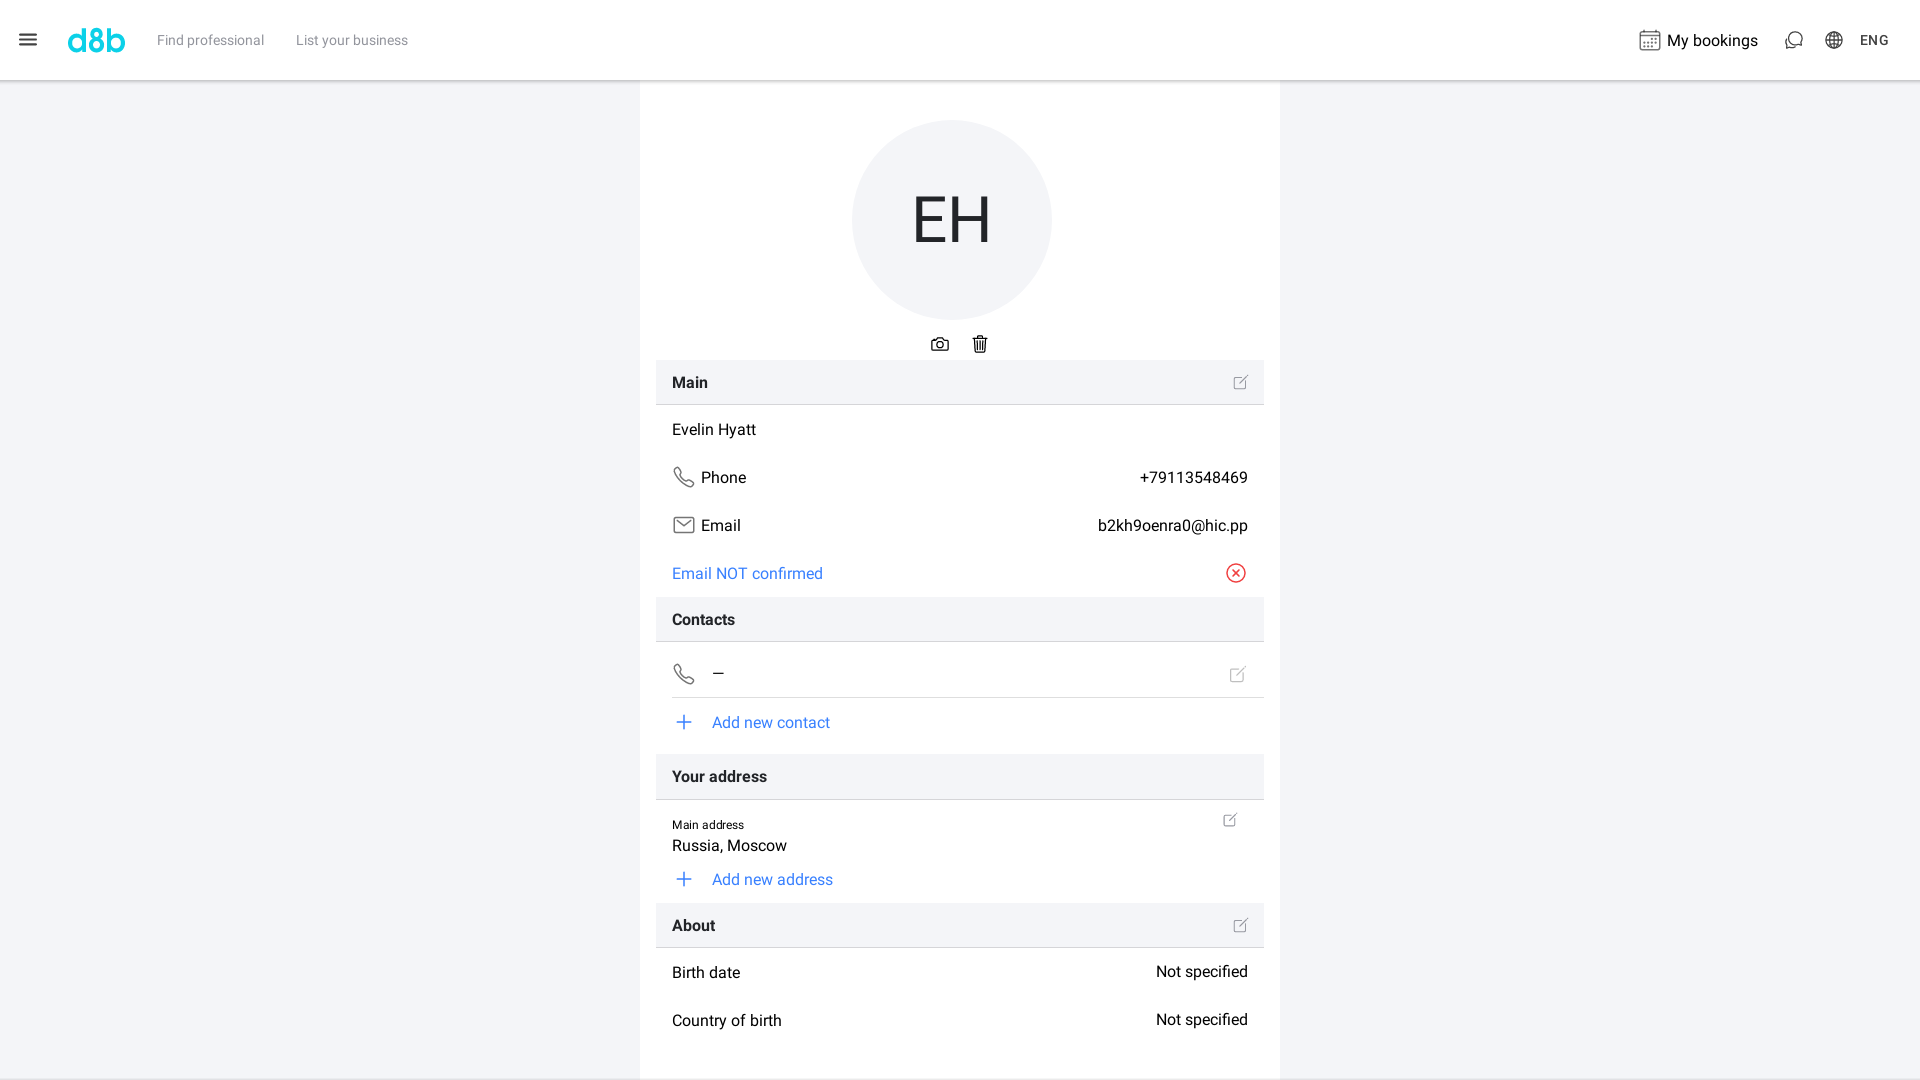 d8b Find professional List your business My bookings ENG
EH
Main
Evelin Hyatt
Phone +79113548469
Email b2kh9oenra0@hic.pp
Email NOT confirmed
Contacts
—
Add new contact
Your address
Main address
Russia, Moscow
Add new address
About
Birth date Not specified
Country of birth Not specified